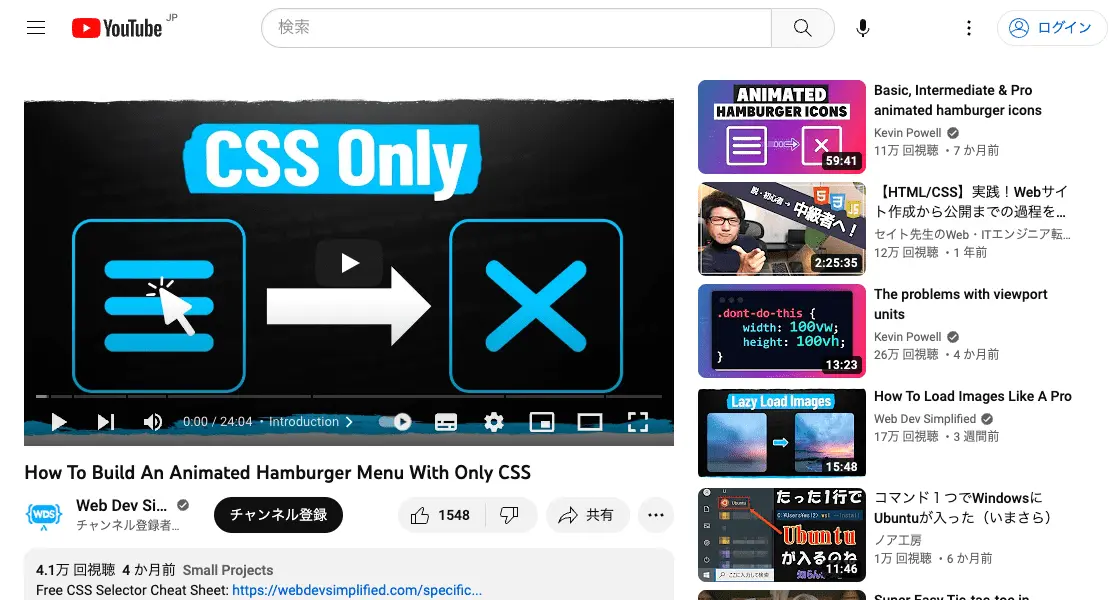 YouTube JP
検索
ログイン
CSS Only
0:00 / 24:04 • Introduction
How To Build An Animated Hamburger Menu With Only CSS
WDS
Web Dev Si...
チャンネル登録者...
チャンネル登録
1548
共有
4.1万 回視聴 4 か月前 Small Projects
Free CSS Selector Cheat Sheet: https://webdevsimplified.com/specific...
ANIMATED
HAMBURGER ICONS
59:41
Basic, Intermediate & Pro
animated hamburger icons
Kevin Powell
11万 回視聴 ・7 か月前
脱・初心者→
中級者へ！
2:25:35
【HTML/CSS】実践！Webサイ
ト作成から公開までの過程を...
セイト先生のWeb・ITエンジニア転...
12万 回視聴 ・1 年前
.dont-do-this {
width: 100vw;
height: 100vh;
}
13:23
The problems with viewport
units
Kevin Powell
26万 回視聴 ・4 か月前
Lazy Load Images
15:48
How To Load Images Like A Pro
Web Dev Simplified
17万 回視聴 ・3 週間前
たった1行で
Ubuntu
Ubuntu
が入るのね
ここに入力して検索
11:46
コマンド１つでWindowsに
Ubuntuが入った（いまさら）
ノア工房
1万 回視聴 ・6 か月前